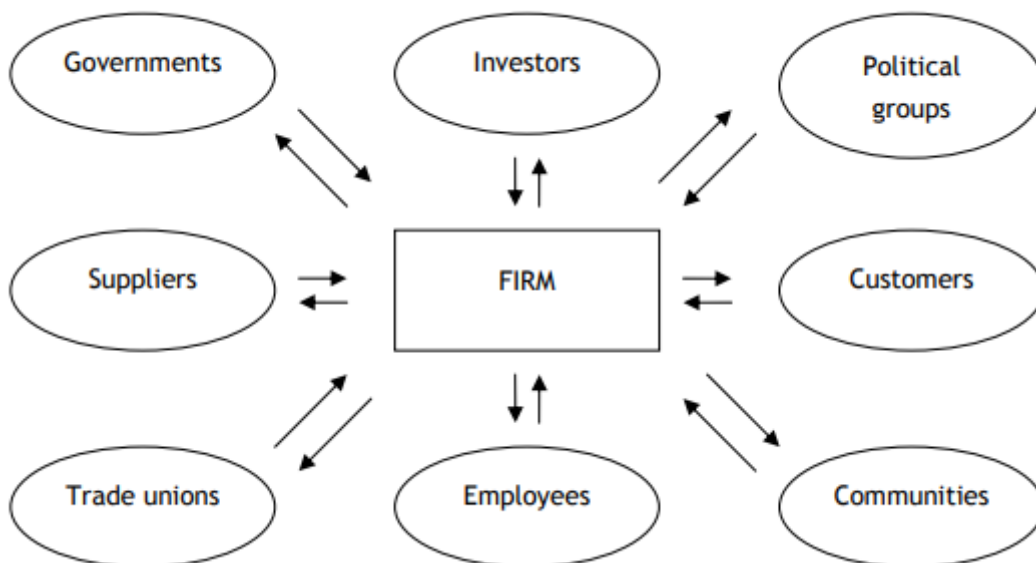 Governments
Investors
Political
groups
Suppliers
FIRM
Customers
Trade unions
Employees
Communities